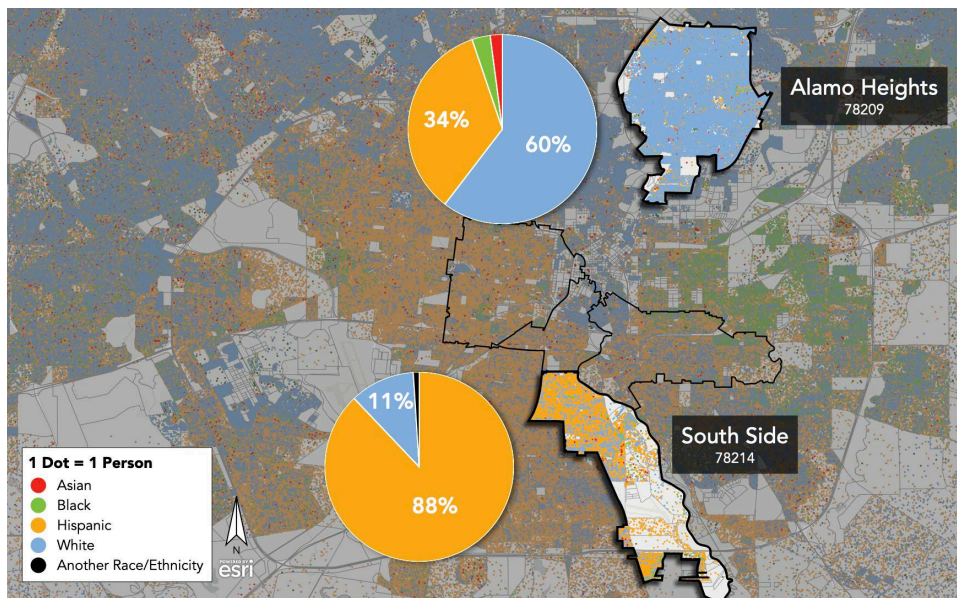 34%
60%
Alamo Heights
78209
11%
88%
South Side
78214
1 Dot = 1 Person
Asian
Black
Hispanic
White
Another Race/Ethnicity
N
POWERED BY
esri